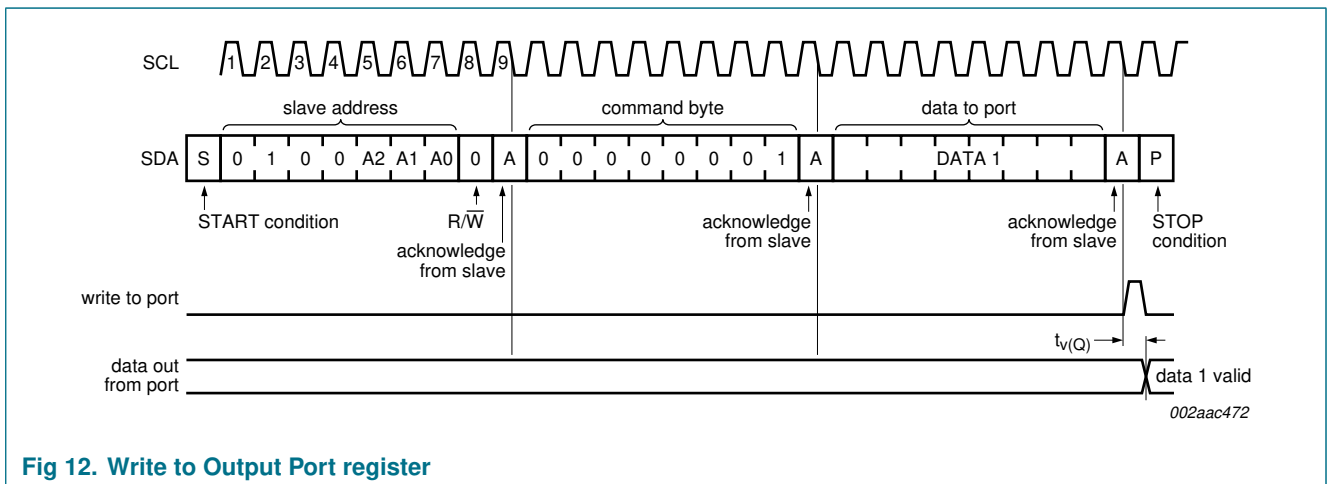 SCL
1 2 3 4 5 6 7 8 9
slave address
command byte
data to port
SDA
S 0 1 0 0 A2 A1 A0 0 A 0 0 0 0 0 0 0 1 A DATA 1 A P
START condition
R/W̅
acknowledge
from slave
acknowledge
from slave
acknowledge
from slave
STOP
condition
write to port
tv(Q)
data out
from port
data 1 valid
002aac472
Fig 12. Write to Output Port register